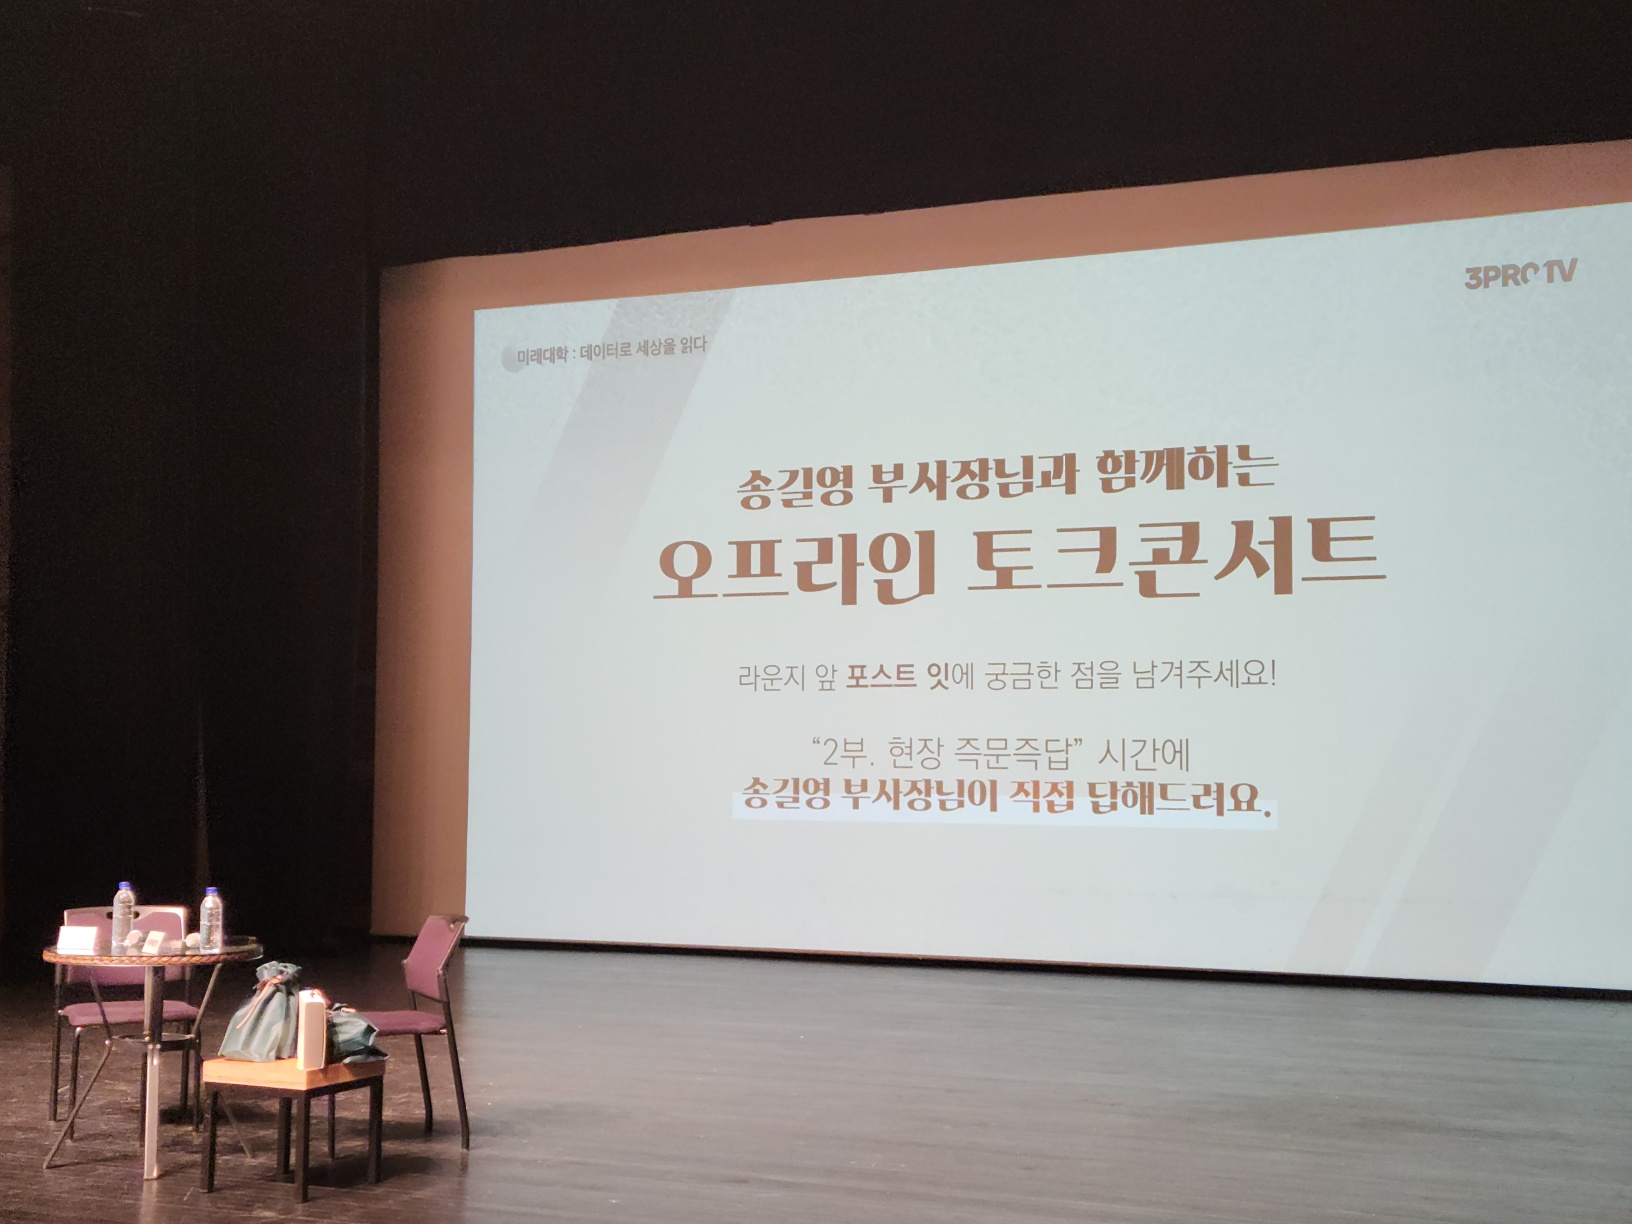 3PROTV
미래대학 : 데이터로 세상을 읽다
송길영 부사장님과 함께하는
오프라인 토크콘서트
라운지 앞 포스트 잇에 궁금한 점을 남겨주세요!
“2부. 현장 즉문즉답” 시간에
송길영 부사장님이 직접 답해드려요.